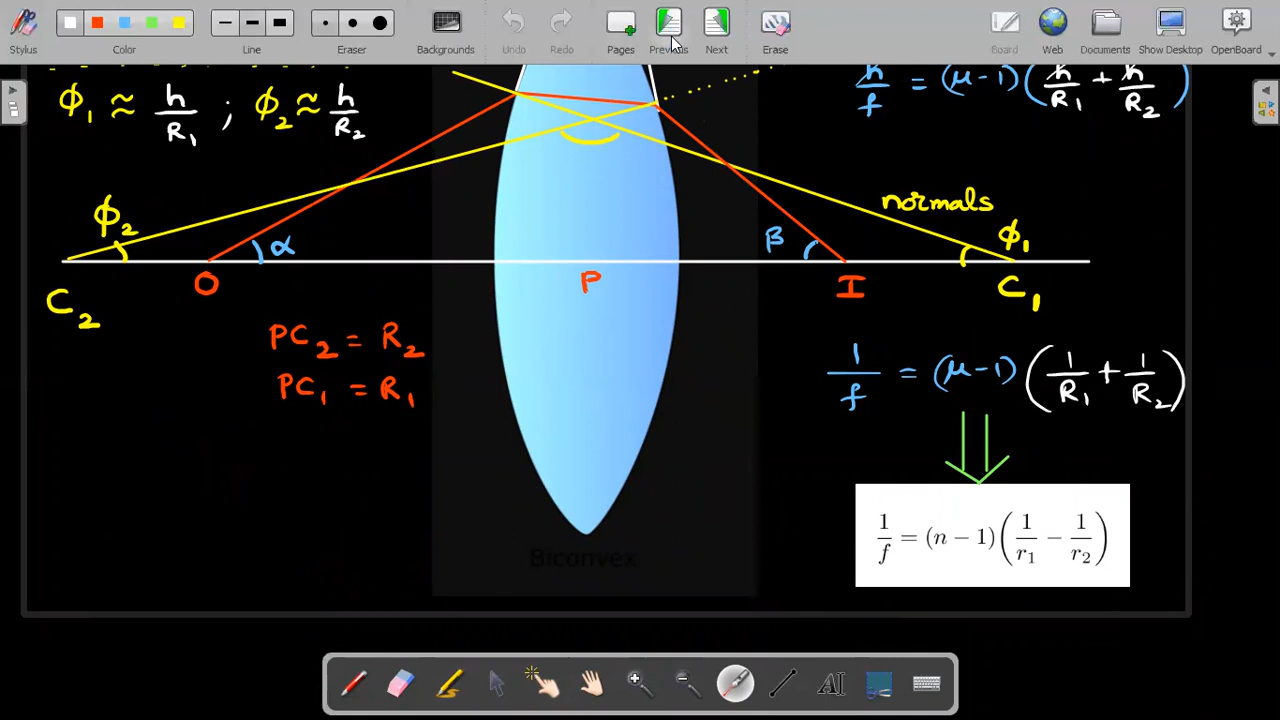 Stylus
Color
Line
Eraser
Backgrounds
Undo
Redo
Pages
Previous
Next
Erase
Board
Web
Documents
Show Desktop
OpenBoard
ϕ₁ ≈ h/R₁ ; ϕ₂ ≈ h/R₂
h/f = (μ-1)(h/R₁ + h/R₂)
normals
ϕ₂
α
β
ϕ₁
C₂
O
P
I
C₁
PC₂ = R₂
PC₁ = R₁
1/f = (μ-1)(1/R₁ + 1/R₂)
1/f = (n − 1)(1/r₁ − 1/r₂)
Biconvex
AI